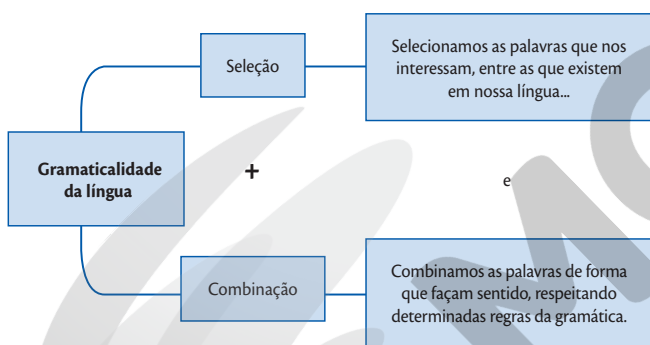 Seleção
Selecionamos as palavras que nos
interessam, entre as que existem
em nossa língua...
Gramaticalidade
da língua
+
e
Combinação
Combinamos as palavras de forma
que façam sentido, respeitando
determinadas regras da gramática.